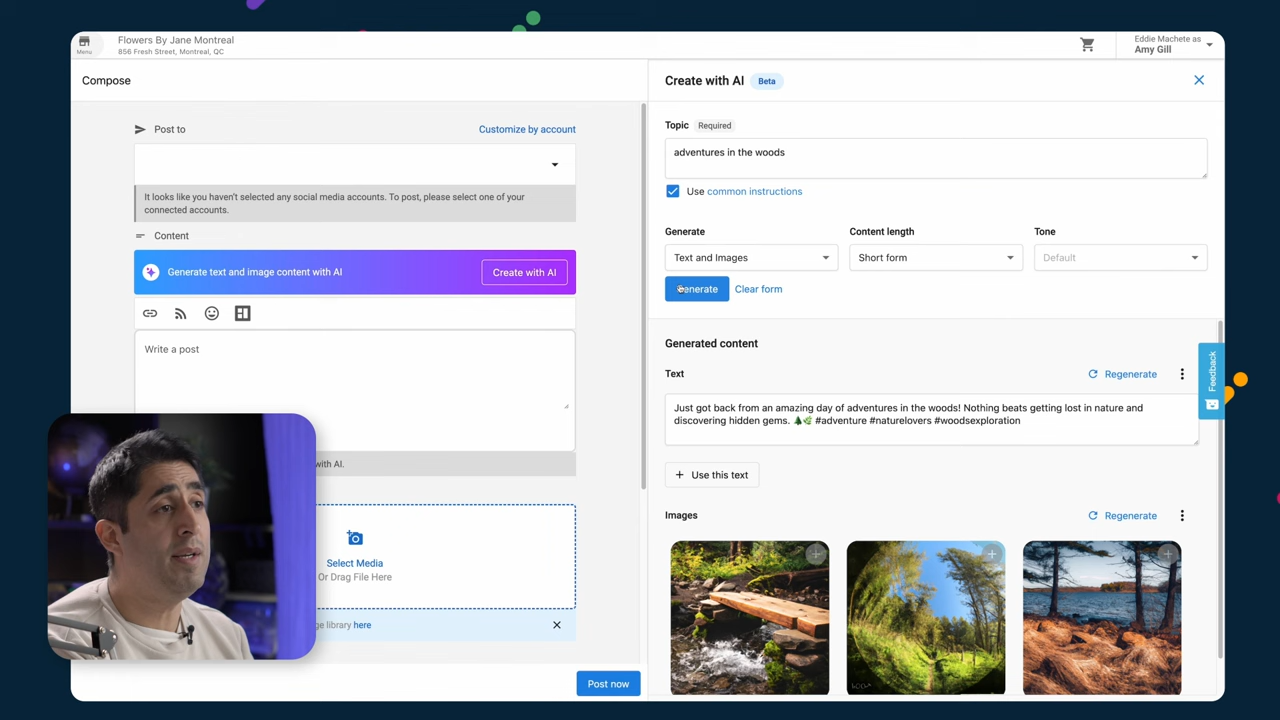 Flowers By Jane Montreal
856 Fresh Street, Montreal, QC
Menu
Eddie Machete as
Amy Gill
Compose
Post to
Customize by account
It looks like you haven't selected any social media accounts. To post, please select one of your
connected accounts.
Content
Generate text and image content with AI
Create with AI
Write a post
with AI.
Select Media
Or Drag File Here
library here
Post now
Create with AI
Beta
Topic
Required
adventures in the woods
Use common instructions
Generate
Content length
Tone
Text and Images
Short form
Default
Generate
Clear form
Generated content
Text
Regenerate
Just got back from an amazing day of adventures in the woods! Nothing beats getting lost in nature and
discovering hidden gems. 🌲🌿 #adventure #naturelovers #woodsexploration
Use this text
Images
Regenerate
Feedback